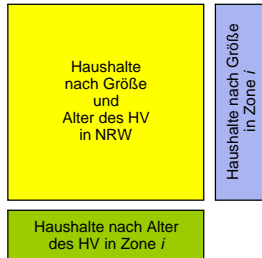 Haushalte
nach Größe
und
Alter des HV
in NRW
Haushalte nach Größe
in Zone i
Haushalte nach Alter
des HV in Zone i